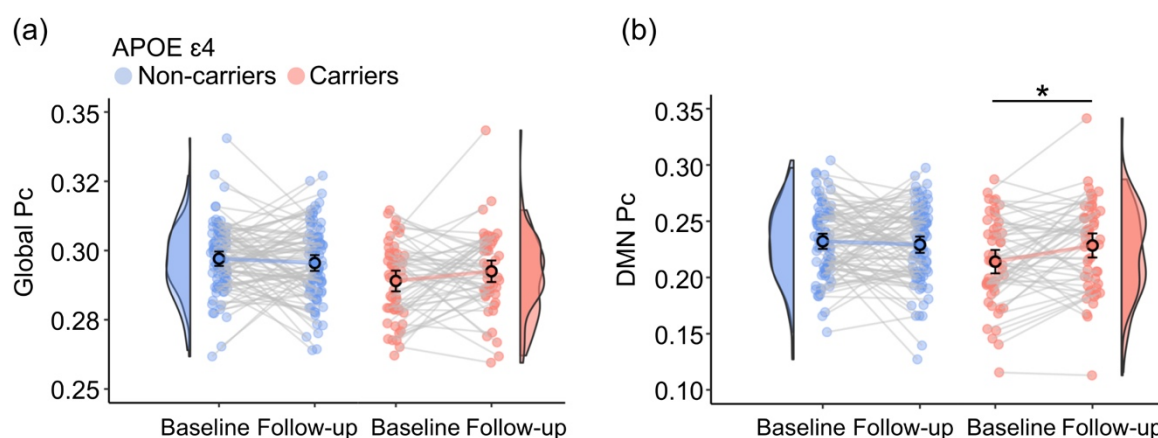 (a)
APOE ε4
Non-carriers Carriers
Global Pc
0.35
0.32
0.30
0.28
0.25
Baseline Follow-up Baseline Follow-up
(b)
*
DMN Pc
0.35
0.30
0.25
0.20
0.15
0.10
Baseline Follow-up Baseline Follow-up